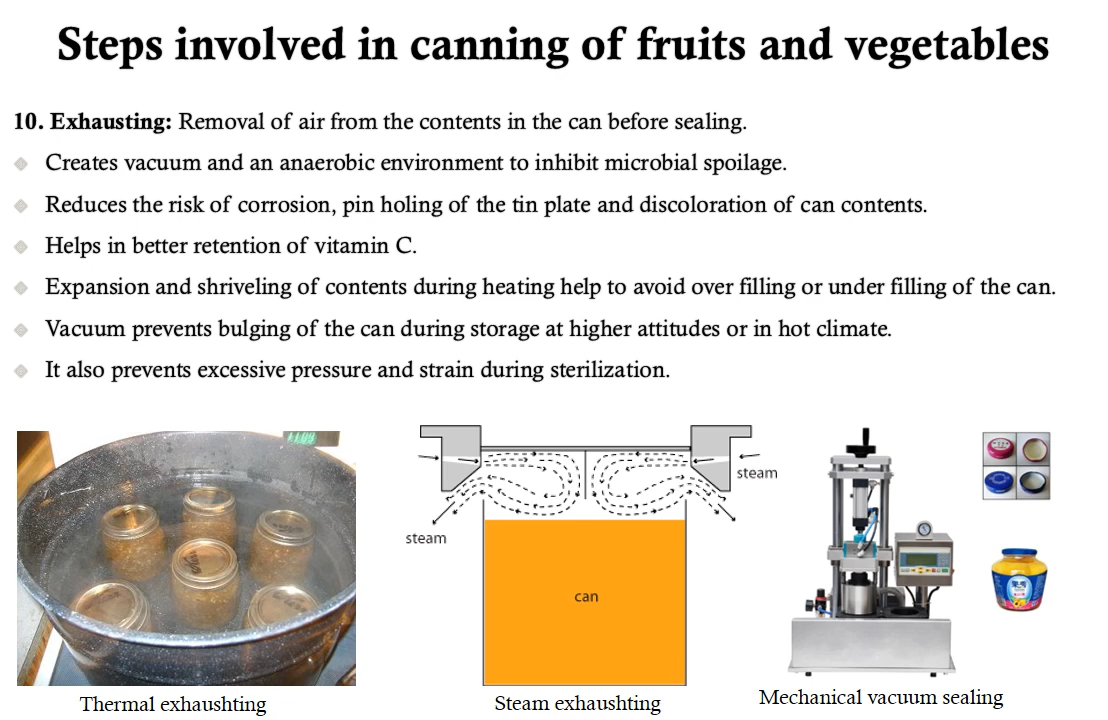 Steps involved in canning of fruits and vegetables
10. Exhausting: Removal of air from the contents in the can before sealing.
Creates vacuum and an anaerobic environment to inhibit microbial spoilage.
Reduces the risk of corrosion, pin holing of the tin plate and discoloration of can contents.
Helps in better retention of vitamin C.
Expansion and shriveling of contents during heating help to avoid over filling or under filling of the can.
Vacuum prevents bulging of the can during storage at higher attitudes or in hot climate.
It also prevents excessive pressure and strain during sterilization.
steam
steam
can
Thermal exhaushting
Steam exhaushting
Mechanical vacuum sealing